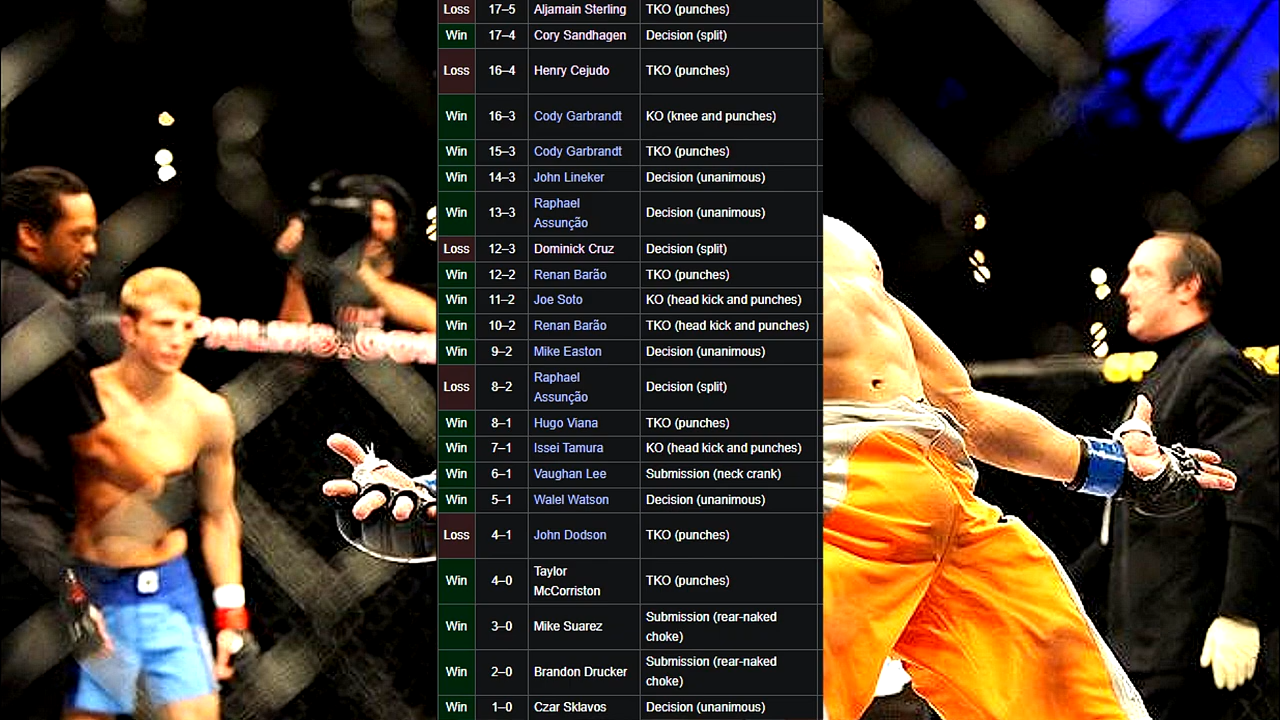 Loss 17–5 Aljamain Sterling TKO (punches)
Win 17–4 Cory Sandhagen Decision (split)
Loss 16–4 Henry Cejudo TKO (punches)
Win 16–3 Cody Garbrandt KO (knee and punches)
Win 15–3 Cody Garbrandt TKO (punches)
Win 14–3 John Lineker Decision (unanimous)
Win 13–3 Raphael Decision (unanimous)
Assunção
Loss 12–3 Dominick Cruz Decision (split)
Win 12–2 Renan Barão TKO (punches)
Win 11–2 Joe Soto KO (head kick and punches)
Win 10–2 Renan Barão TKO (head kick and punches)
Win 9–2 Mike Easton Decision (unanimous)
Loss 8–2 Raphael Decision (split)
Assunção
Win 8–1 Hugo Viana TKO (punches)
Win 7–1 Issei Tamura KO (head kick and punches)
Win 6–1 Vaughan Lee Submission (neck crank)
Win 5–1 Walel Watson Decision (unanimous)
Loss 4–1 John Dodson TKO (punches)
Win 4–0 Taylor TKO (punches)
McCorriston
Win 3–0 Mike Suarez Submission (rear-naked
choke)
Win 2–0 Brandon Drucker Submission (rear-naked
choke)
Win 1–0 Czar Sklavos Decision (unanimous)